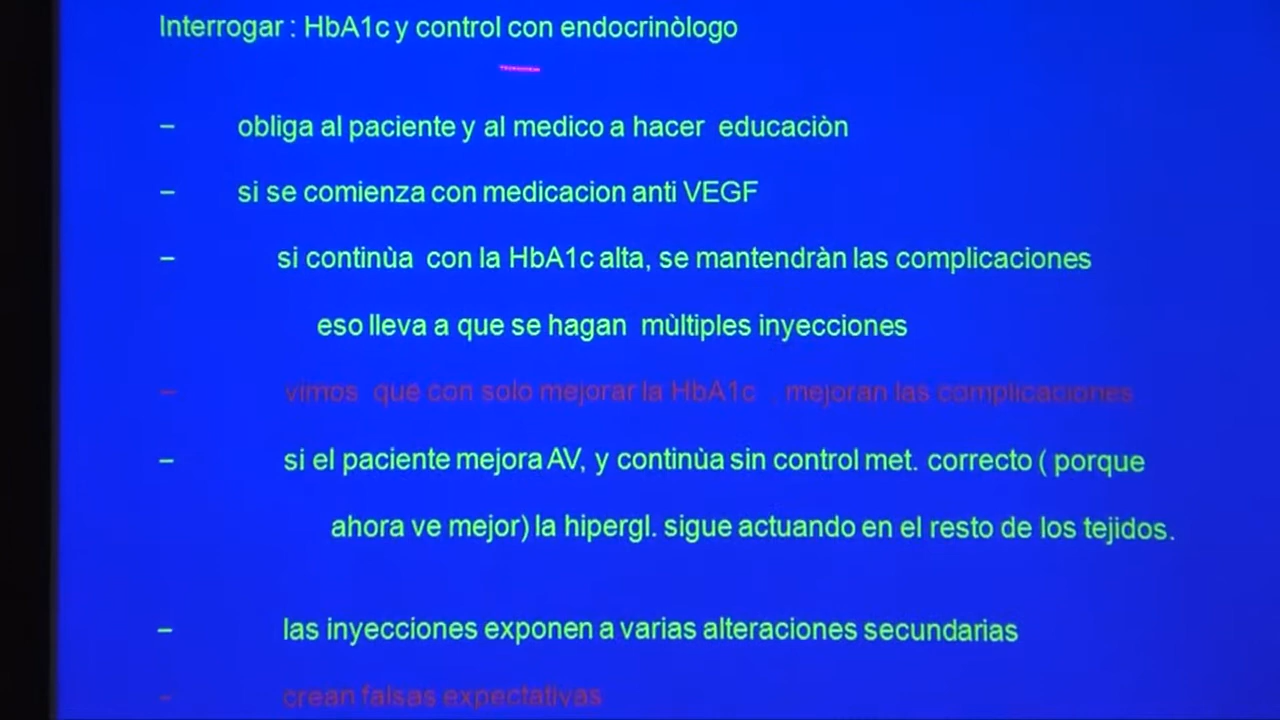 Interrogar : HbA1c y control con endocrinòlogo
– obliga al paciente y al medico a hacer educaciòn
– si se comienza con medicacion anti VEGF
– si continùa con la HbA1c alta, se mantendràn las complicaciones
eso lleva a que se hagan mùltiples inyecciones
– vimos que con solo mejorar la HbA1c , mejoran las complicaciones
– si el paciente mejora AV, y continùa sin control met. correcto ( porque
ahora ve mejor) la hipergl. sigue actuando en el resto de los tejidos.
– las inyecciones exponen a varias alteraciones secundarias
– crean falsas expectativas